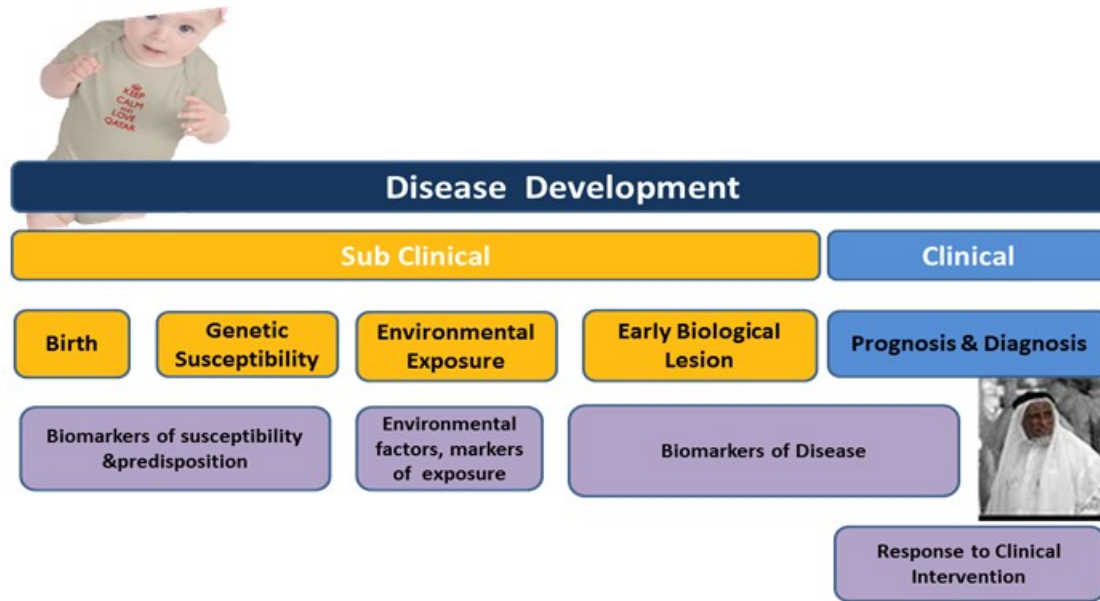 KEEP
CALM
AND
LOVE
QATAR
Disease Development
Sub Clinical
Clinical
Birth
Genetic
Susceptibility
Environmental
Exposure
Early Biological
Lesion
Prognosis & Diagnosis
Biomarkers of susceptibility
&predisposition
Environmental
factors, markers
of exposure
Biomarkers of Disease
Response to Clinical
Intervention